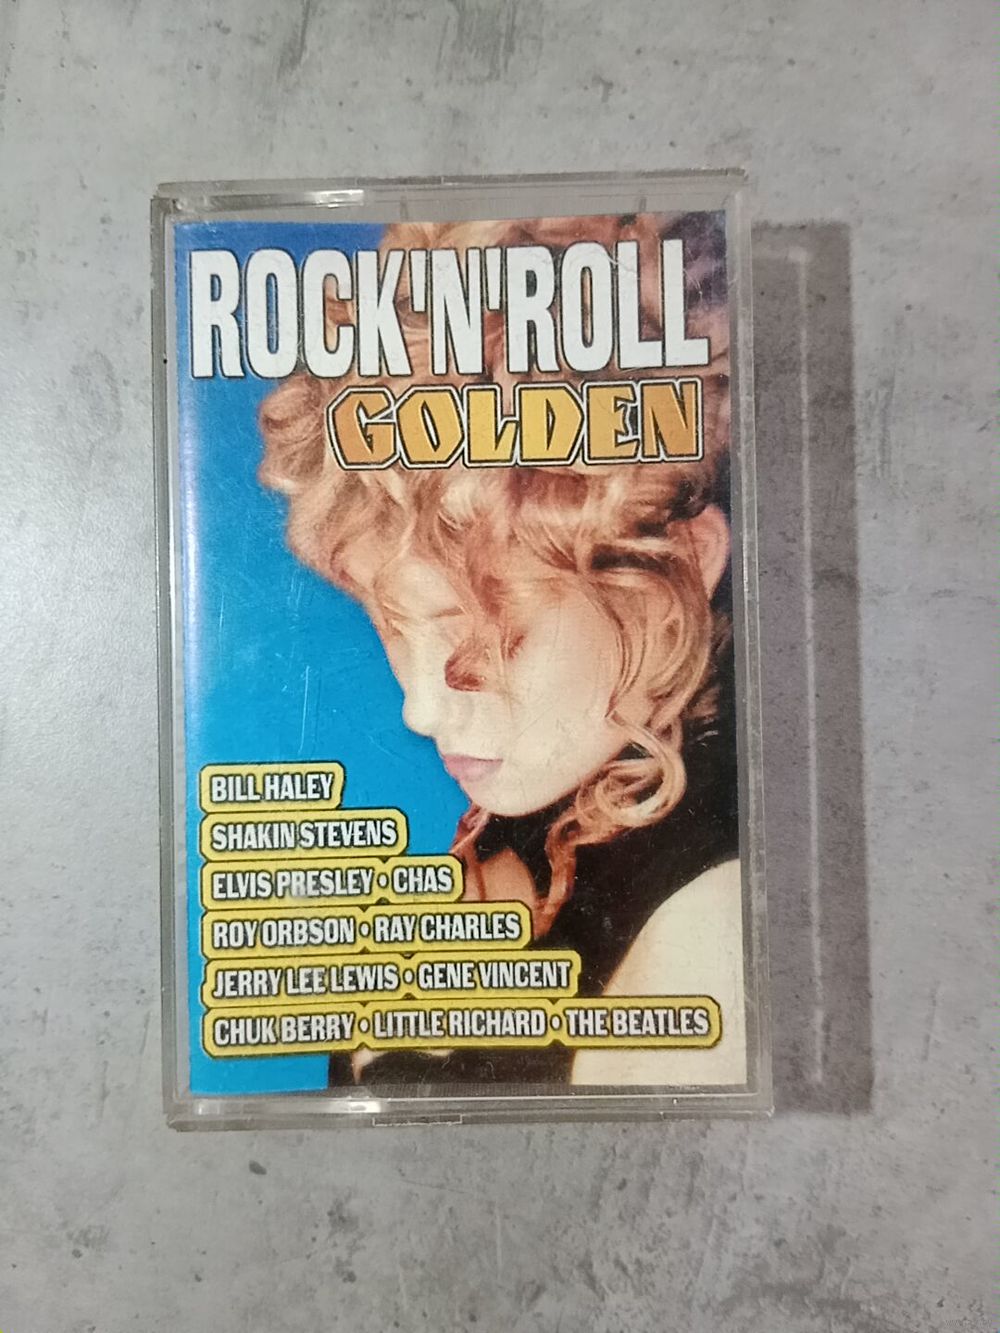 ROCK'N'ROLL
GOLDEN
BILL HALEY
SHAKIN STEVENS
ELVIS PRESLEY • CHAS
ROY ORBSON • RAY CHARLES
JERRY LEE LEWIS • GENE VINCENT
CHUK BERRY • LITTLE RICHARD • THE BEATLES